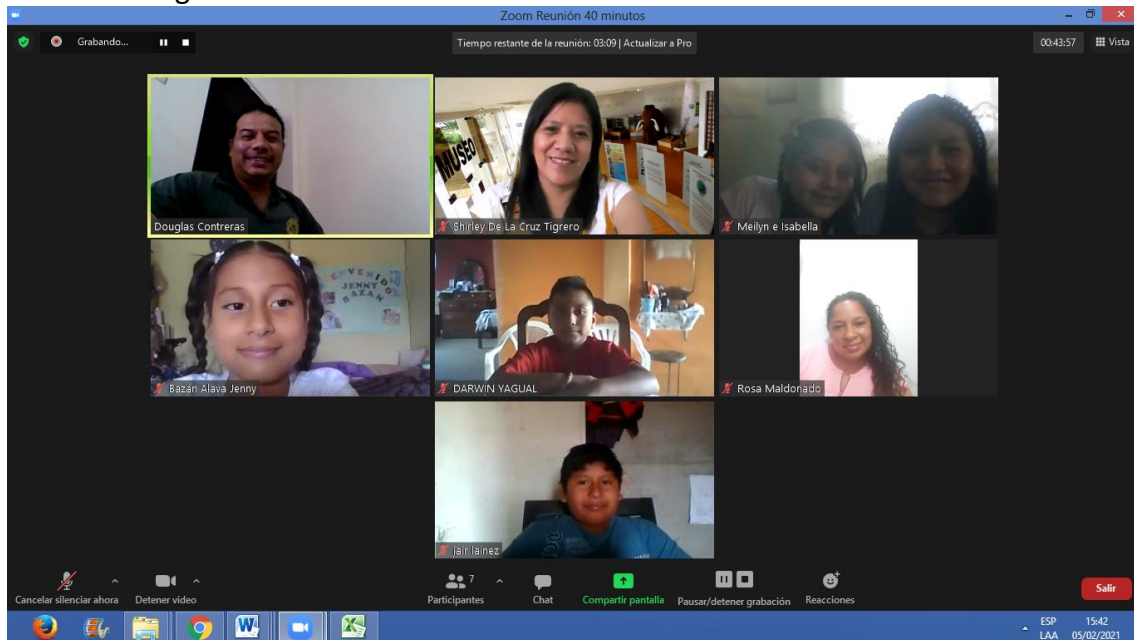 Zoom Reunión 40 minutos
Grabando...
Tiempo restante de la reunión: 03:09 | Actualizar a Pro
00:43:57
Vista
Douglas Contreras
MUSEO
Shirley De La Cruz Tigrero
Meilyn e Isabella
ENVENIDO
JENNY
BAZAN
Bazán Alava Jenny
DARWIN YAGUAL
Rosa Maldonado
jair lainez
Cancelar silenciar ahora
Detener video
Participantes
7
Chat
Compartir pantalla
Pausar/detener grabación
Reacciones
Salir
ESP
LAA
15:42
05/02/2021